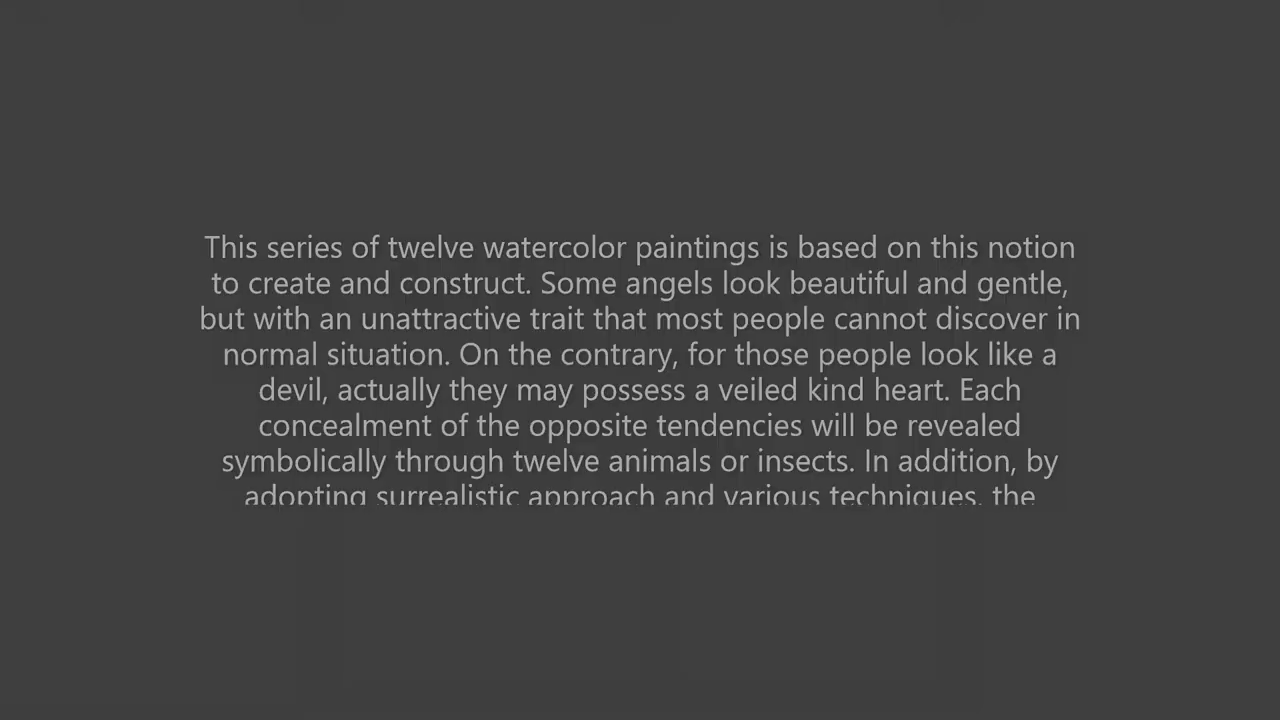 This series of twelve watercolor paintings is based on this notion
to create and construct. Some angels look beautiful and gentle,
but with an unattractive trait that most people cannot discover in
normal situation. On the contrary, for those people look like a
devil, actually they may possess a veiled kind heart. Each
concealment of the opposite tendencies will be revealed
symbolically through twelve animals or insects. In addition, by
adopting surrealistic approach and various techniques, the